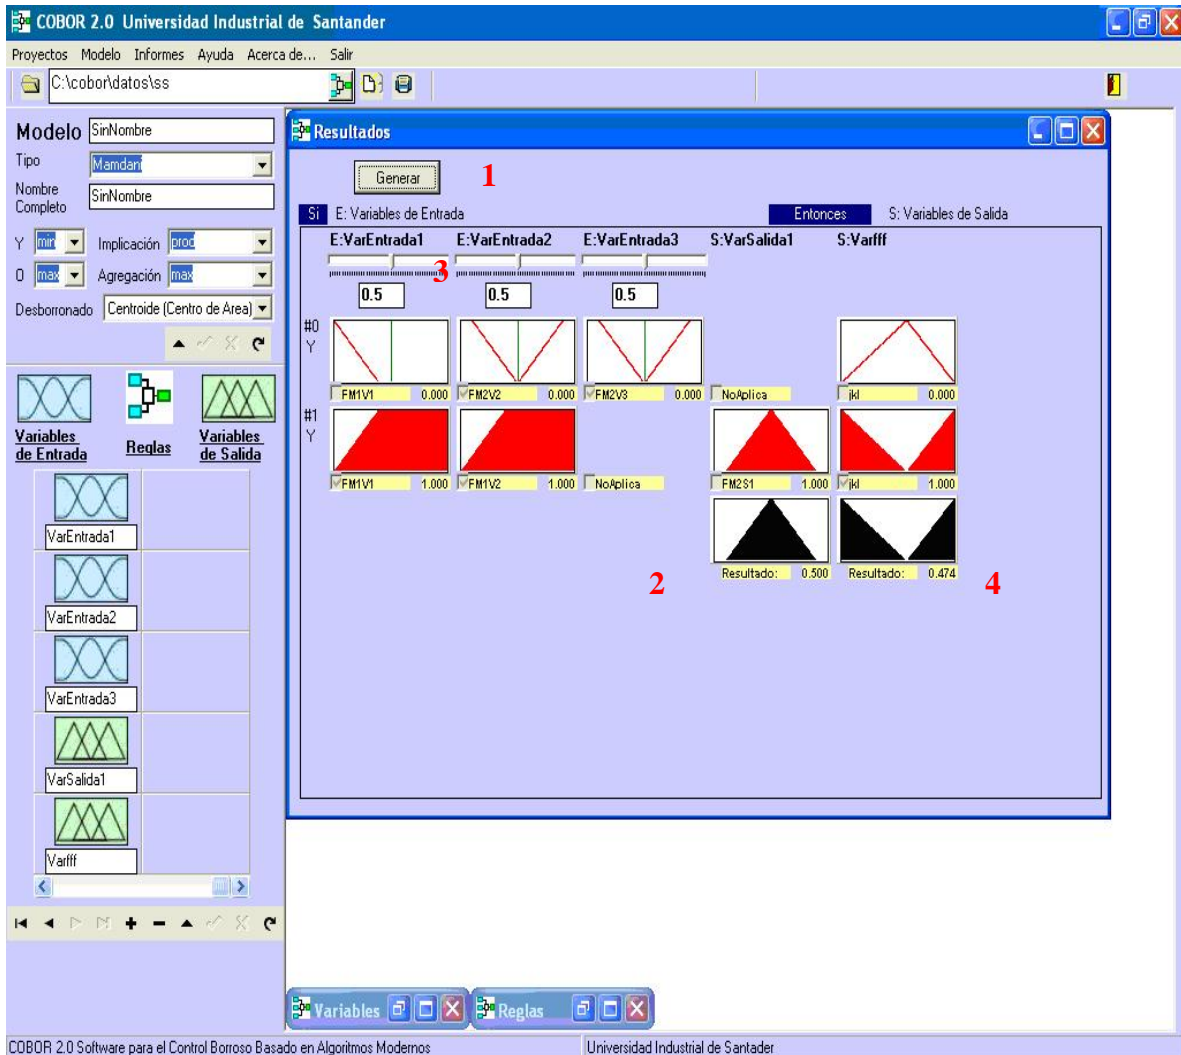 COBOR 2.0 Universidad Industrial de Santander
Proyectos Modelo Informes Ayuda Acerca de... Salir
C:\cobor\datos\ss
Modelo SinNombre
Tipo Mamdani
Nombre Completo SinNombre
Y min Implicación prod
O max Agregación max
Desborronado Centroide (Centro de Area)
Variables de Entrada
Reglas
Variables de Salida
VarEntrada1
VarEntrada2
VarEntrada3
VarSalida1
Varfff
Resultados
Generar 1
Si E: Variables de Entrada Entonces S: Variables de Salida
E:VarEntrada1 E:VarEntrada2 E:VarEntrada3 S:VarSalida1 S:Varfff
3
0.5 0.5 0.5
#0
Y
FM1V1 0.000 FM2V2 0.000 FM2V3 0.000 NoAplica jkl 0.000
#1
Y
FM1V1 1.000 FM1V2 1.000 NoAplica FM2S1 1.000 jkl 1.000
2 Resultado: 0.500 Resultado: 0.474 4
Variables Reglas
COBOR 2.0 Software para el Control Borroso Basado en Algoritmos Modernos Universidad Industrial de Santader